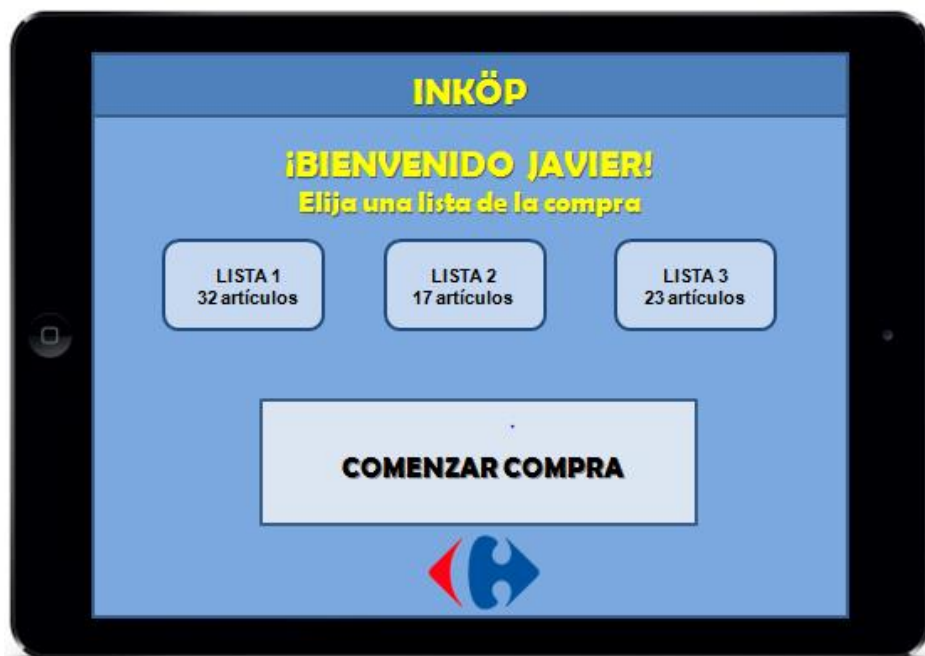 INKÖP
¡BIENVENIDO JAVIER!
Elija una lista de la compra
LISTA 1
32 artículos
LISTA 2
17 artículos
LISTA 3
23 artículos
COMENZAR COMPRA